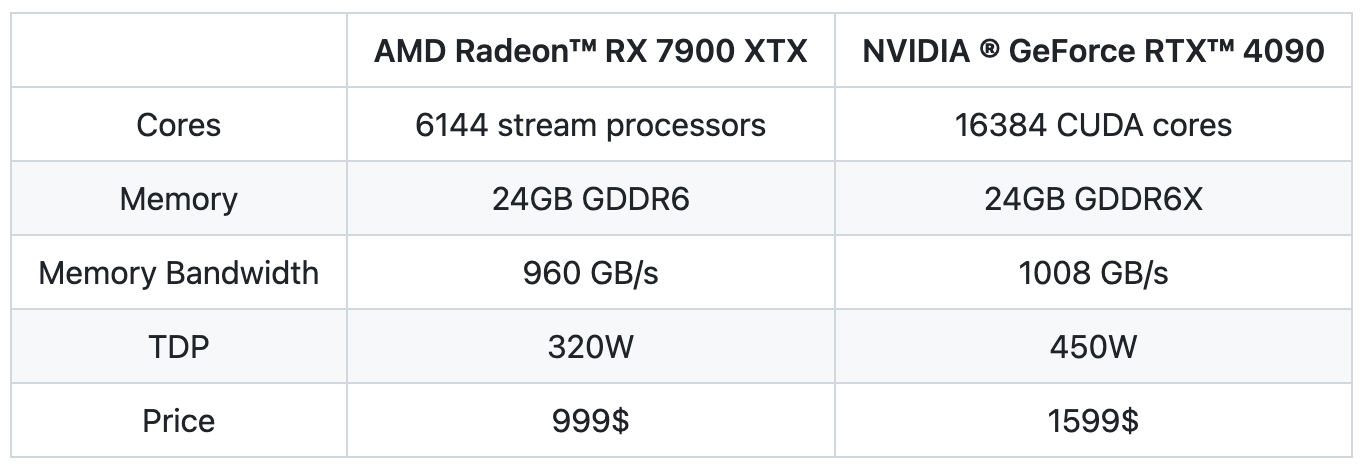 AMD Radeon™ RX 7900 XTX NVIDIA ® GeForce RTX™ 4090
Cores 6144 stream processors 16384 CUDA cores
Memory 24GB GDDR6 24GB GDDR6X
Memory Bandwidth 960 GB/s 1008 GB/s
TDP 320W 450W
Price 999$ 1599$